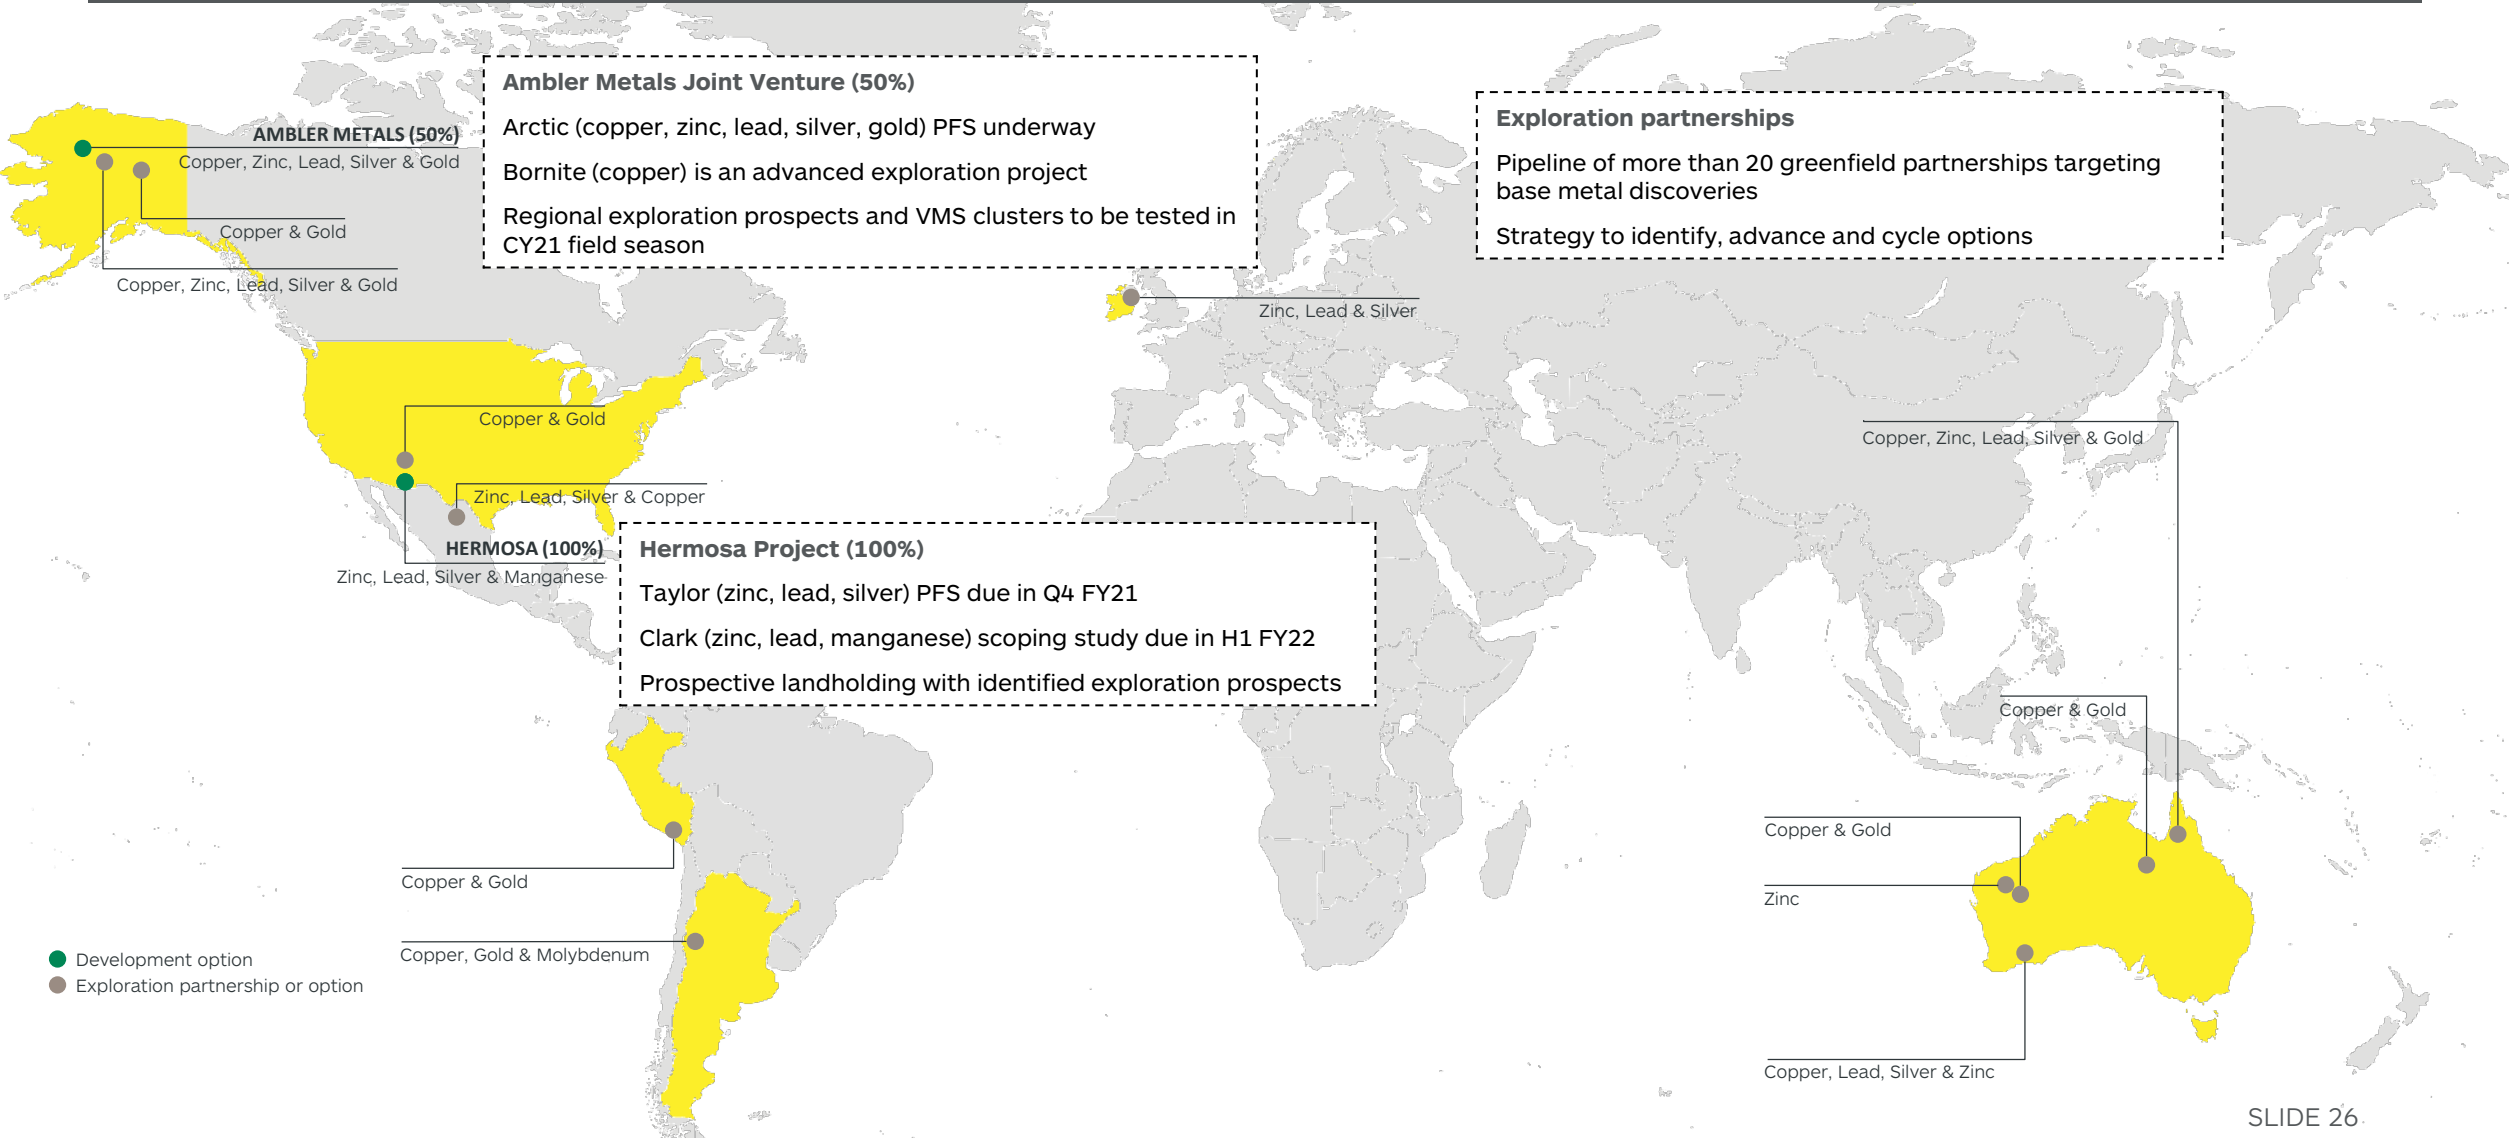 Ambler Metals Joint Venture (50%)
Arctic (copper, zinc, lead, silver, gold) PFS underway
Bornite (copper) is an advanced exploration project
Regional exploration prospects and VMS clusters to be tested in
CY21 field season
Exploration partnerships
Pipeline of more than 20 greenfield partnerships targeting
base metal discoveries
Strategy to identify, advance and cycle options
AMBLER METALS (50%)
Copper, Zinc, Lead, Silver & Gold
Copper & Gold
Copper, Zinc, Lead, Silver & Gold
Zinc, Lead & Silver
Copper & Gold
Copper, Zinc, Lead, Silver & Gold
Zinc, Lead, Silver & Copper
HERMOSA (100%)
Zinc, Lead, Silver & Manganese
Hermosa Project (100%)
Taylor (zinc, lead, silver) PFS due in Q4 FY21
Clark (zinc, lead, manganese) scoping study due in H1 FY22
Prospective landholding with identified exploration prospects
Copper & Gold
Copper & Gold
Zinc
Copper & Gold
Copper, Gold & Molybdenum
Development option
Exploration partnership or option
Copper, Lead, Silver & Zinc
SLIDE 26